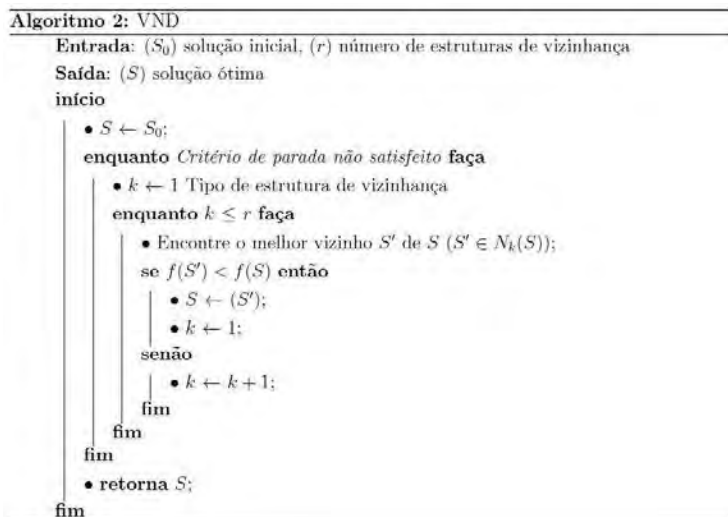 Algoritmo 2: VND
Entrada: (S₀) solução inicial, (r) número de estruturas de vizinhança
Saída: (S) solução ótima
início
• S ← S₀;
enquanto Critério de parada não satisfeito faça
• k ← 1 Tipo de estrutura de vizinhança
enquanto k ≤ r faça
• Encontre o melhor vizinho S′ de S (S′ ∈ Nₖ(S));
se f(S′) < f(S) então
• S ← (S′);
• k ← 1;
senão
• k ← k + 1;
fim
fim
fim
• retorna S;
fim